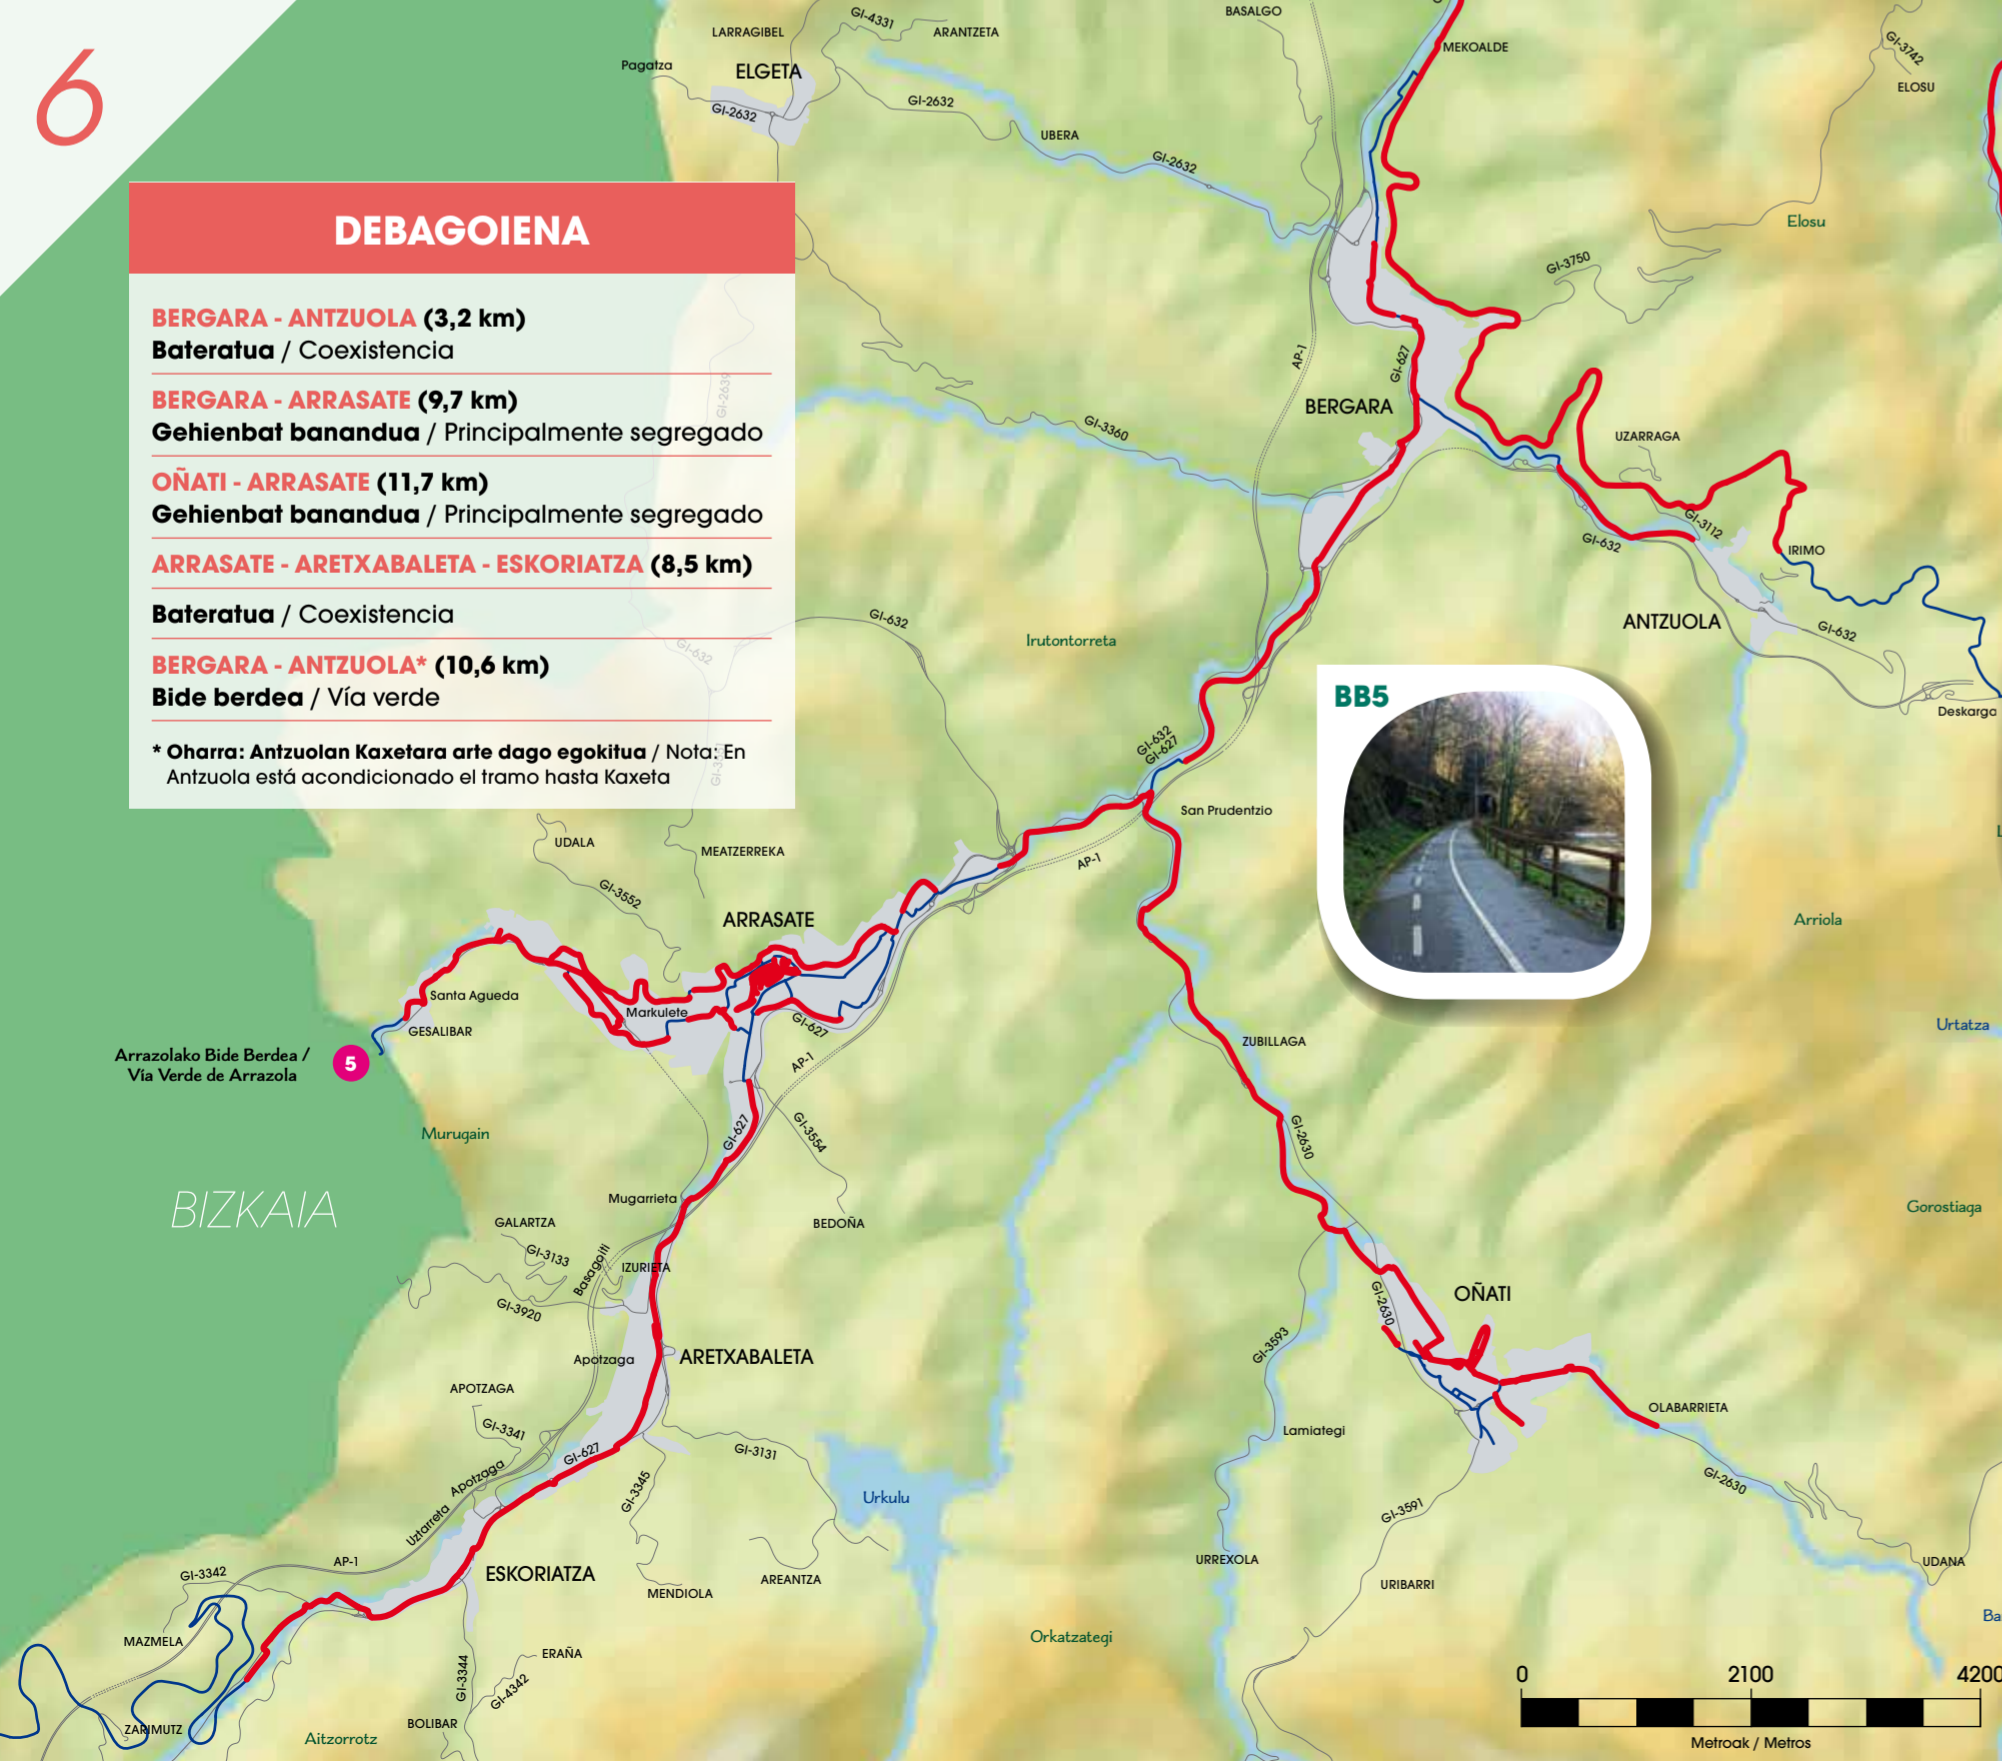 6
DEBAGOIENA
BERGARA - ANTZUOLA (3,2 km)
Bateratua / Coexistencia
BERGARA - ARRASATE (9,7 km)
Gehienbat banandua / Principalmente segregado
OÑATI - ARRASATE (11,7 km)
Gehienbat banandua / Principalmente segregado
ARRASATE - ARETXABALETA - ESKORIATZA (8,5 km)
Bateratua / Coexistencia
BERGARA - ANTZUOLA* (10,6 km)
Bide berdea / Vía verde
* Oharra: Antzuolan Kaxetara arte dago egokitua / Nota: En
Antzuola está acondicionado el tramo hasta Kaxeta
LARRAGIBEL
GI-4331
ARANTZETA
BASALGO
MEKOALDE
GI-3742
ELOSU
Pagatza
ELGETA
GI-2632
GI-2632
UBERA
GI-2632
Elosu
GI-3750
AP-1
GI-627
GI-2639
BERGARA
GI-3360
UZARRAGA
GI-3112
GI-632
IRIMO
ANTZUOLA
GI-632
Deskarga
GI-632
GI-632
Irutontorreta
BB5
GI-632
GI-627
San Prudentzio
AP-1
UDALA
MEATZERREKA
GI-3552
ARRASATE
Arriola
Santa Agueda
Markulete
GESALIBAR
GI-627
AP-1
Urtatza
ZUBILLAGA
Arrazolako Bide Berdea /
Vía Verde de Arrazola
5
Murugain
GI-627
GI-3554
GI-2630
BIZKAIA
Mugarrieta
GALARTZA
BEDOÑA
Gorostiaga
GI-3133
Basagoiti
IZURIETA
GI-3920
GI-2630
OÑATI
GI-3593
Apotzaga
ARETXABALETA
APOTZAGA
OLABARRIETA
GI-3341
Lamiategi
GI-627
GI-3131
Apotzaga
GI-3345
GI-2630
Urkulu
Uztarreta
GI-3591
AP-1
ESKORIATZA
URREXOLA
UDANA
GI-3342
AREANTZA
MENDIOLA
URIBARRI
Ba
MAZMELA
Orkatzategi
ERAÑA
GI-3344
GI-4342
ZARIMUTZ
BOLIBAR
Aitzorrotz
0 2100 4200
Metroak / Metros